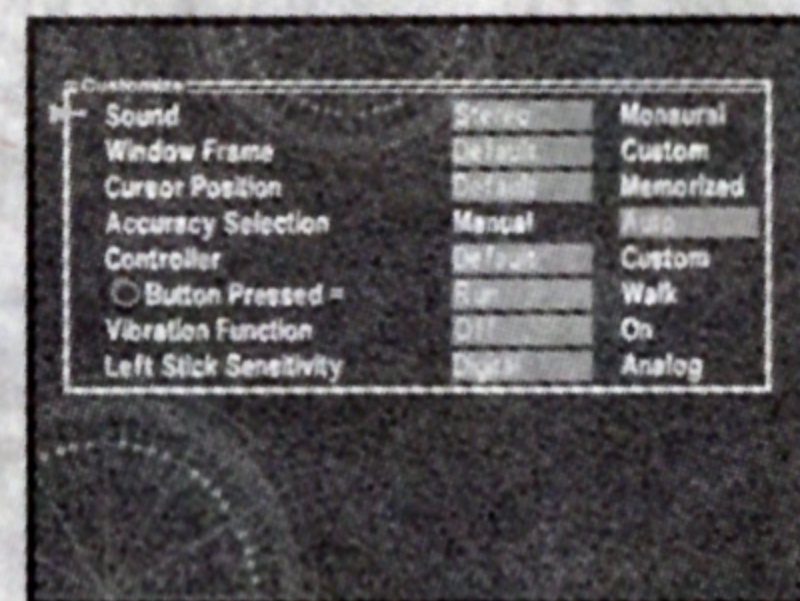 Customize
Sound Stereo Monaural
Window Frame Default Custom
Cursor Position Default Memorized
Accuracy Selection Manual Auto
Controller Default Custom
Button Pressed = Run Walk
Vibration Function Off On
Left Stick Sensitivity Digital Analog